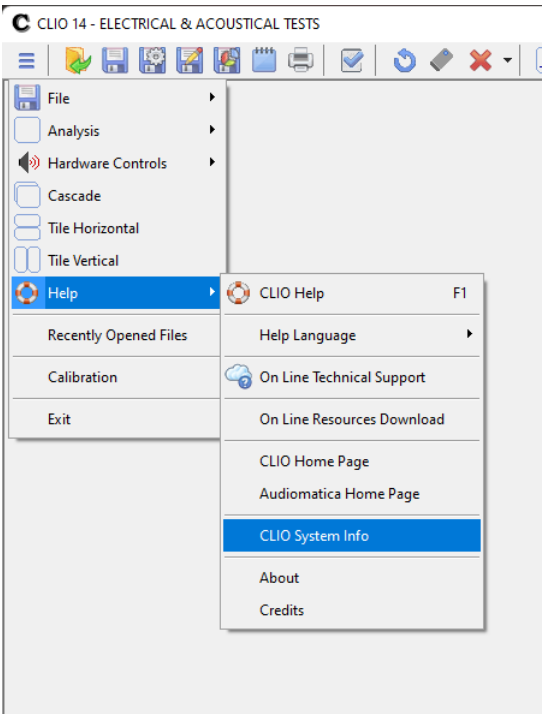 CLIO 14 - ELECTRICAL & ACOUSTICAL TESTS
File
Analysis
Hardware Controls
Cascade
Tile Horizontal
Tile Vertical
Help
Recently Opened Files
Calibration
Exit
CLIO Help F1
Help Language
On Line Technical Support
On Line Resources Download
CLIO Home Page
Audiomatica Home Page
CLIO System Info
About
Credits